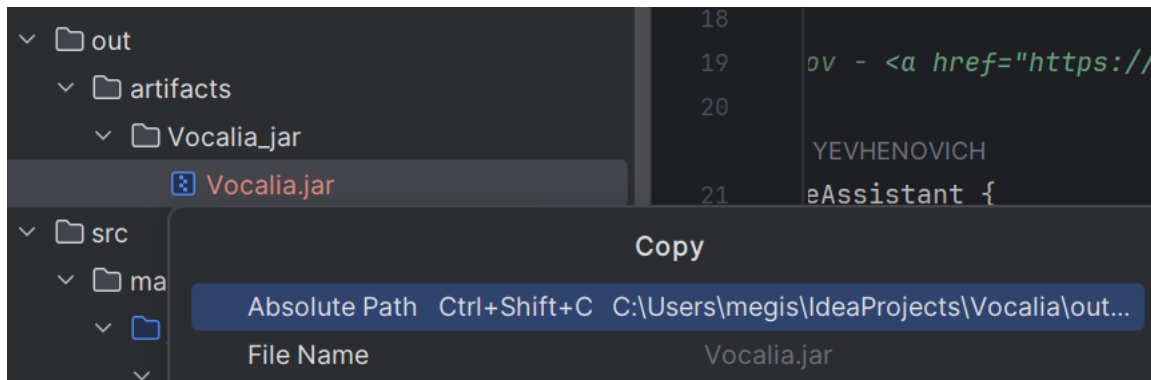 out
artifacts
Vocalia_jar
Vocalia.jar
src
ma
18
19 ov - <a href="https://
20
YEVHENOVICH
21 eAssistant {
Copy
Absolute Path Ctrl+Shift+C C:\Users\megis\IdeaProjects\Vocalia\out...
File Name Vocalia.jar